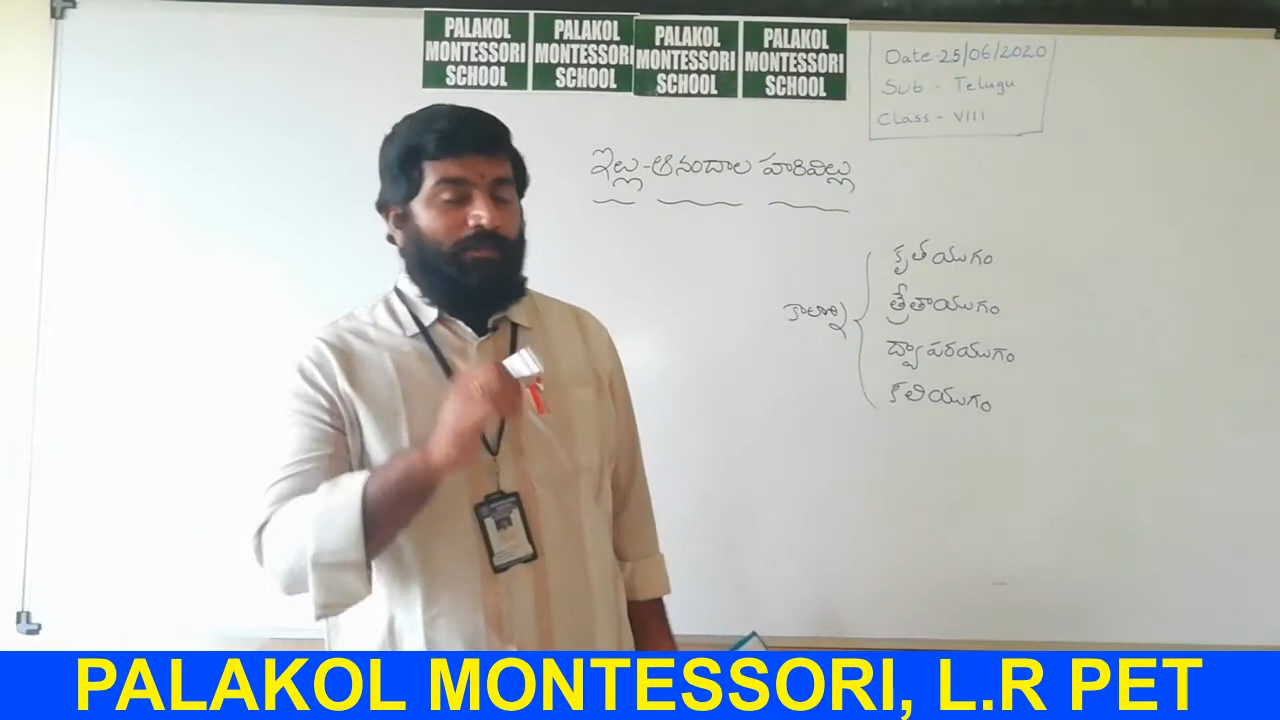 PALAKOL MONTESSORI SCHOOL
PALAKOL MONTESSORI SCHOOL
PALAKOL MONTESSORI SCHOOL
PALAKOL MONTESSORI SCHOOL
Date-25/06/2020
Sub - Telugu
Class - VIII
ఇల్లు-ఆనందాల హరివిల్లు
కృతయుగం
త్రేతాయుగం
ద్వాపరయుగం
కలియుగం
PALAKOL MONTESSORI, L.R PET